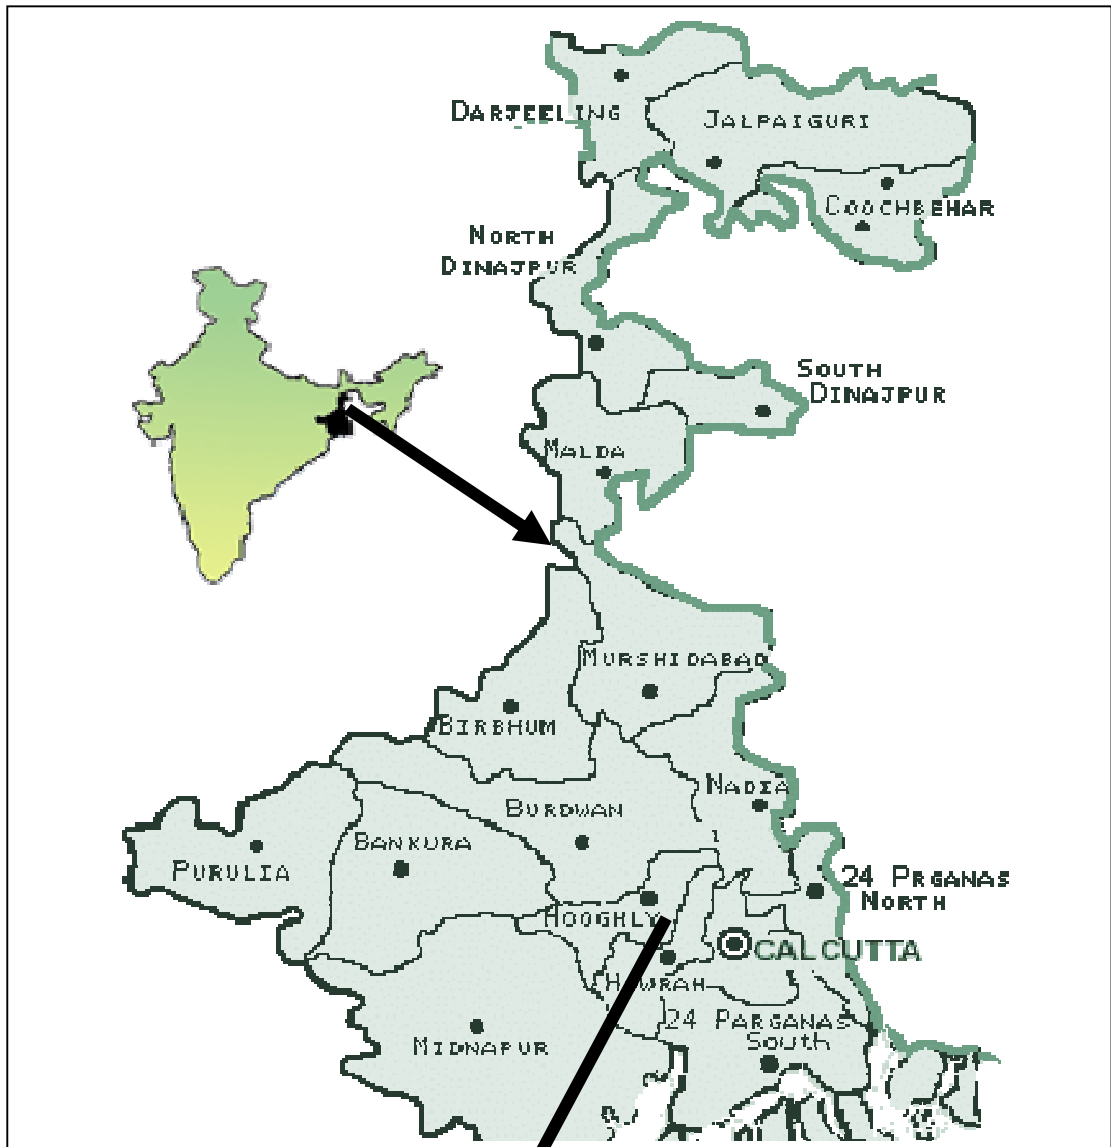 DARJEELING
JALPAIGURI
COOCHBEHAR
NORTH
DINAJPUR
SOUTH
DINAJPUR
MALDA
MURSHIDABAD
BIRBHUM
NADIA
BURDWAN
BANKURA
PURULIA
24 PRGANAS
NORTH
HOOGHLY
CALCUTTA
HOWRAH
24 PARGANAS
South
MIDNAPUR